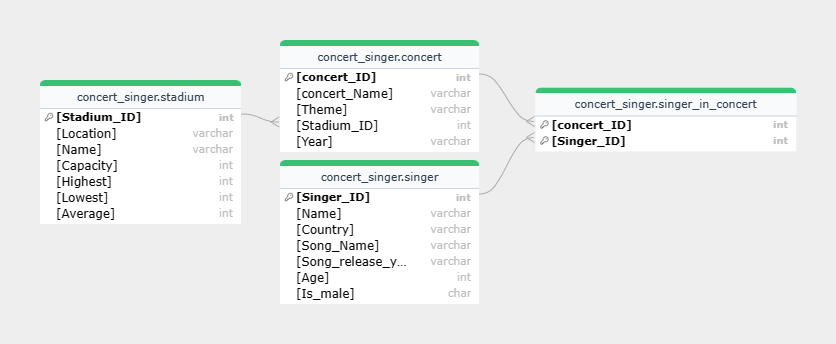 concert_singer.stadium
[Stadium_ID] int
[Location] varchar
[Name] varchar
[Capacity] int
[Highest] int
[Lowest] int
[Average] int
concert_singer.concert
[concert_ID] int
[concert_Name] varchar
[Theme] varchar
[Stadium_ID] int
[Year] varchar
concert_singer.singer
[Singer_ID] int
[Name] varchar
[Country] varchar
[Song_Name] varchar
[Song_release_y... varchar
[Age] int
[Is_male] char
concert_singer.singer_in_concert
[concert_ID] int
[Singer_ID] int